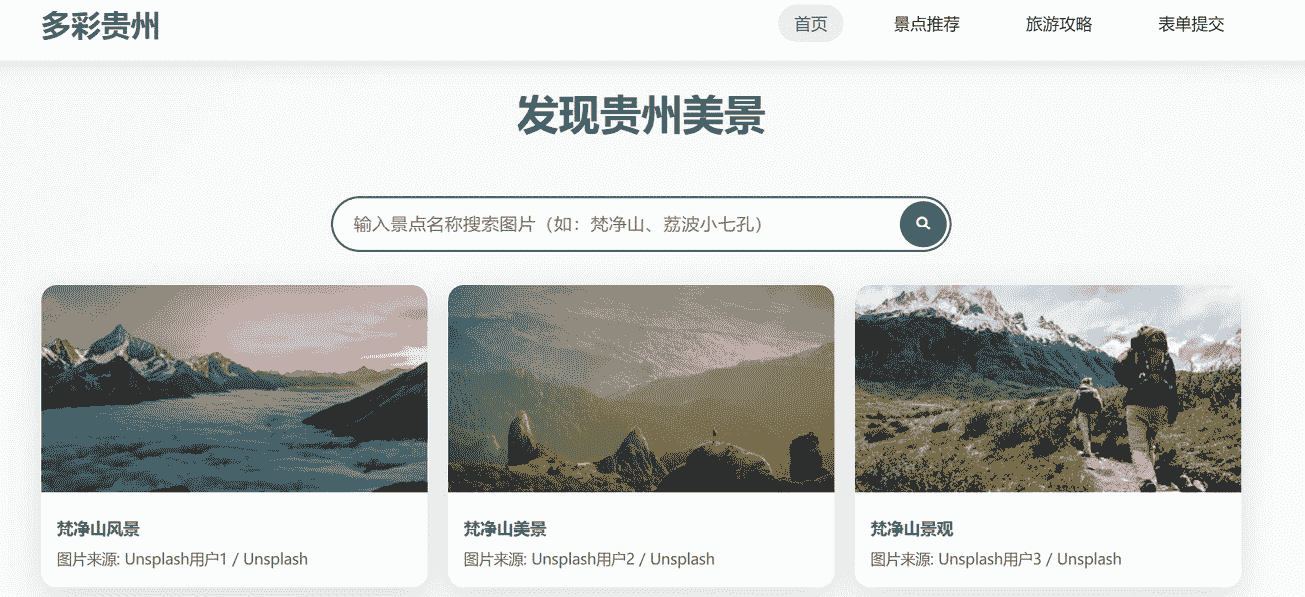 多彩贵州
首页 景点推荐 旅游攻略 表单提交
发现贵州美景
输入景点名称搜索图片（如：梵净山、荔波小七孔）
梵净山风景
图片来源: Unsplash用户1 / Unsplash
梵净山美景
图片来源: Unsplash用户2 / Unsplash
梵净山景观
图片来源: Unsplash用户3 / Unsplash